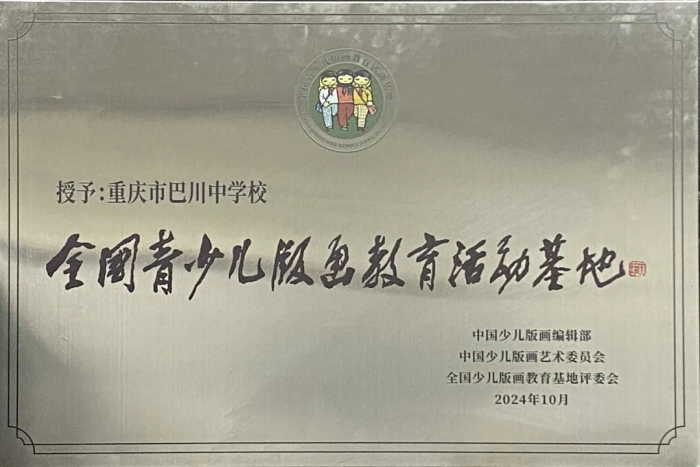 授予:重庆市巴川中学校
全国青少儿版画教育活动基地
中国少儿版画编辑部
中国少儿版画艺术委员会
全国少儿版画教育基地评委会
2024年10月